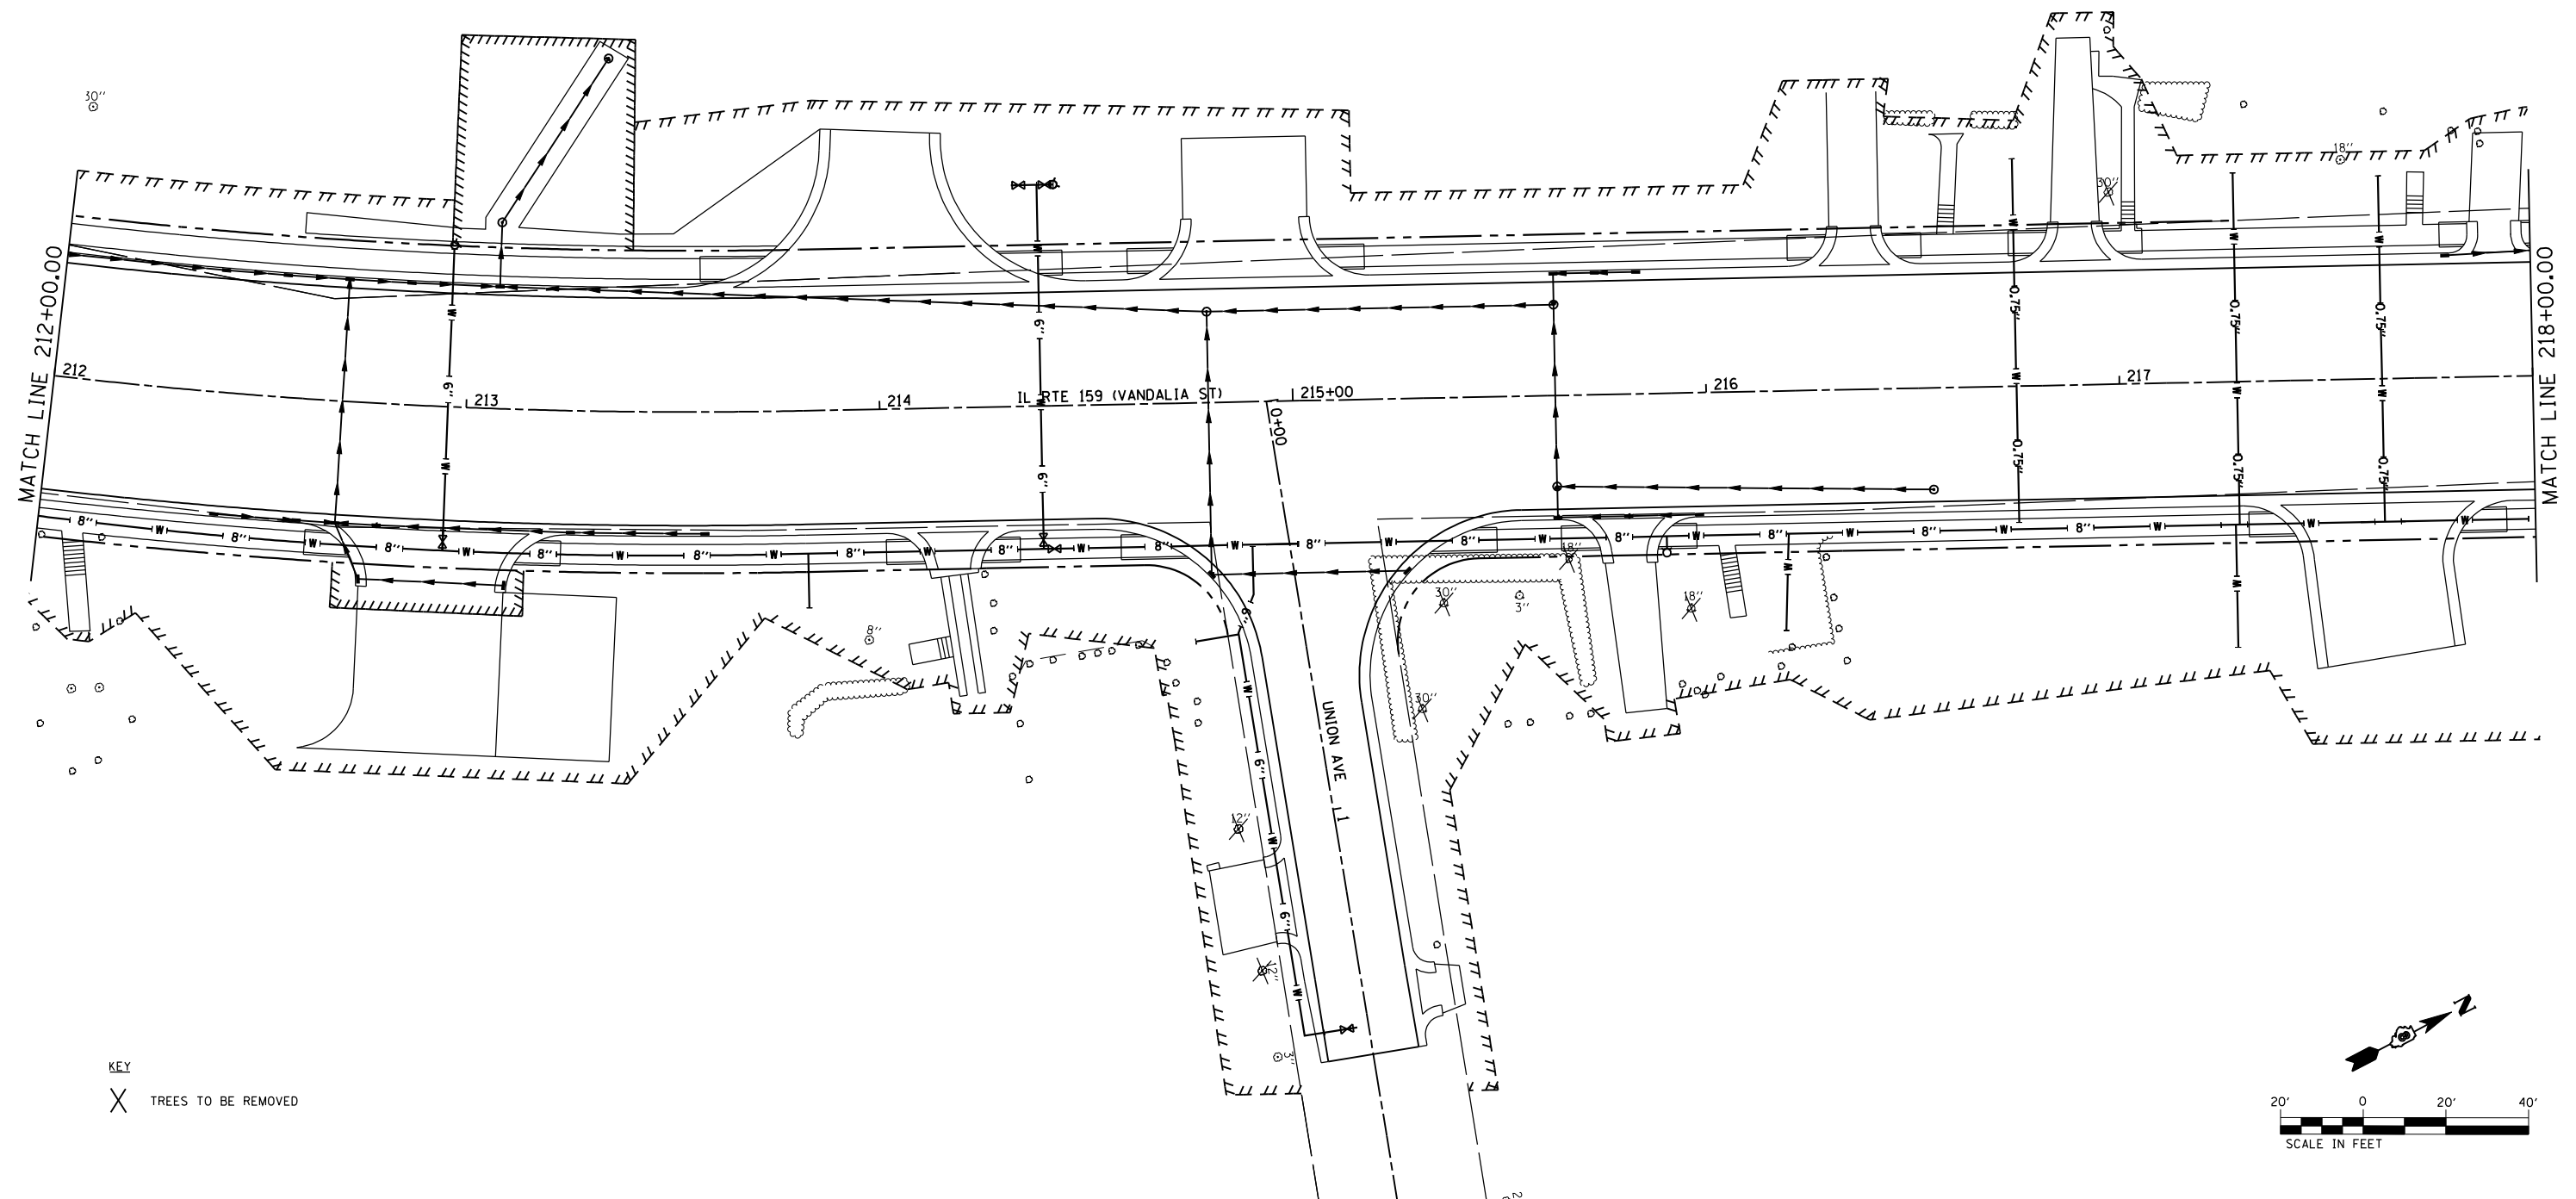 30"
18"
30"
MATCH LINE 212+00.00
MATCH LINE 218+00.00
W
W
W
W
W
W
W
6"
0.75"
0.75"
0.75"
6"
W
W
W
W
212
213
214
IL RTE 159 (VANDALIA ST)
215+00
216
217
0+00
W
6"
0.75"
0.75"
0.75"
8" W 8" W 8" W 8" W 8" W 8" W 8" W 8" W 8" W 8" W 8" W 8" W 8" W 8" W W
18"
W
W
30"
3"
18"
6"
8"
W
30"
UNION AVE
6"
12"
W
6"
12"
W
3"
KEY
TREES TO BE REMOVED
N
20' 0 20' 40'
SCALE IN FEET